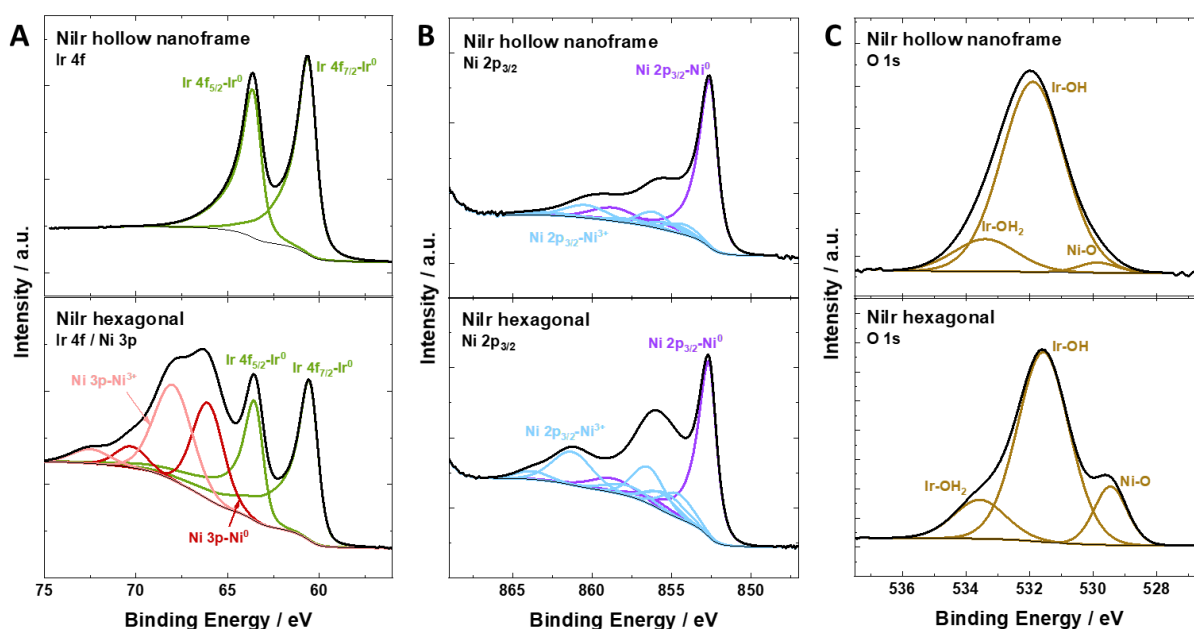 A
NiIr hollow nanoframe
Ir 4f
Ir 4f5/2-Ir0
Ir 4f7/2-Ir0
NiIr hexagonal
Ir 4f / Ni 3p
Ni 3p-Ni3+
Ir 4f5/2-Ir0
Ir 4f7/2-Ir0
Ni 3p-Ni0
Intensity / a.u.
75 70 65 60
Binding Energy / eV
B
NiIr hollow nanoframe
Ni 2p3/2
Ni 2p3/2-Ni0
Ni 2p3/2-Ni3+
NiIr hexagonal
Ni 2p3/2
Ni 2p3/2-Ni0
Ni 2p3/2-Ni3+
Intensity / a.u.
865 860 855 850
Binding Energy / eV
C
NiIr hollow nanoframe
O 1s
Ir-OH
Ir-OH2
Ni-O
NiIr hexagonal
O 1s
Ir-OH
Ir-OH2
Ni-O
Intensity / a.u.
536 534 532 530 528
Binding Energy / eV